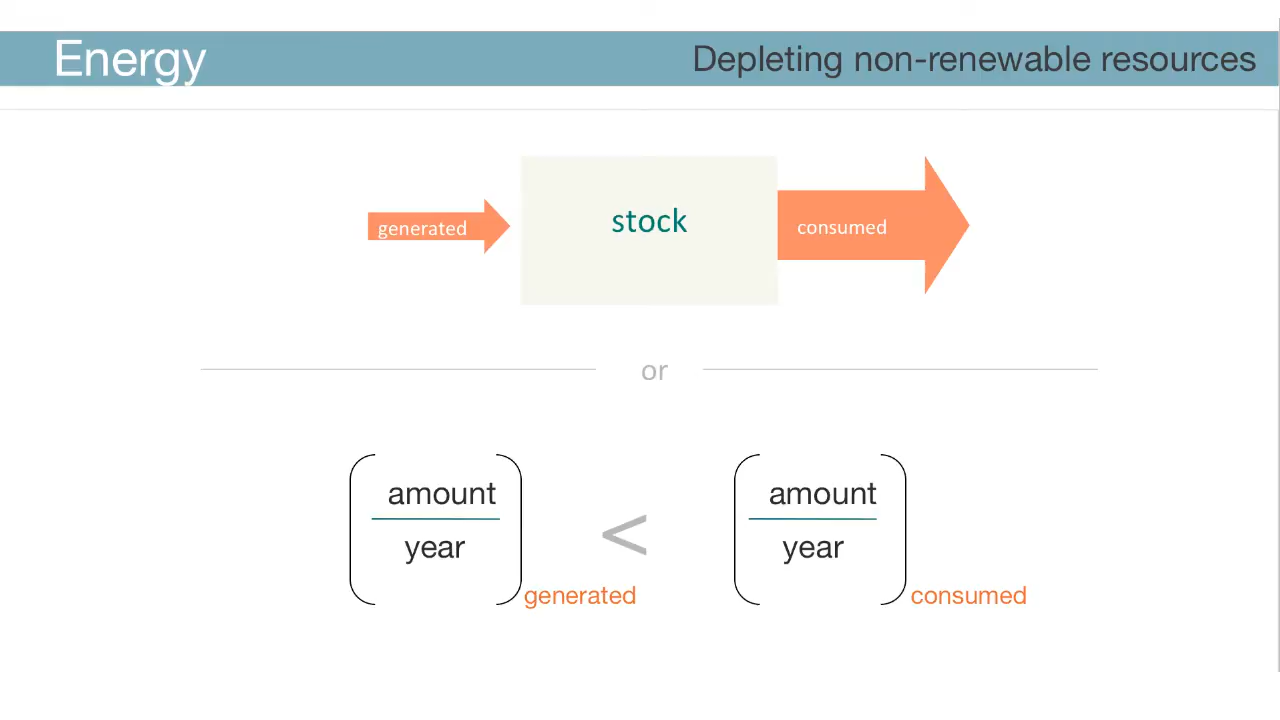 Energy
Depleting non-renewable resources
generated
stock
consumed
or
amount
year
generated
<
amount
year
consumed